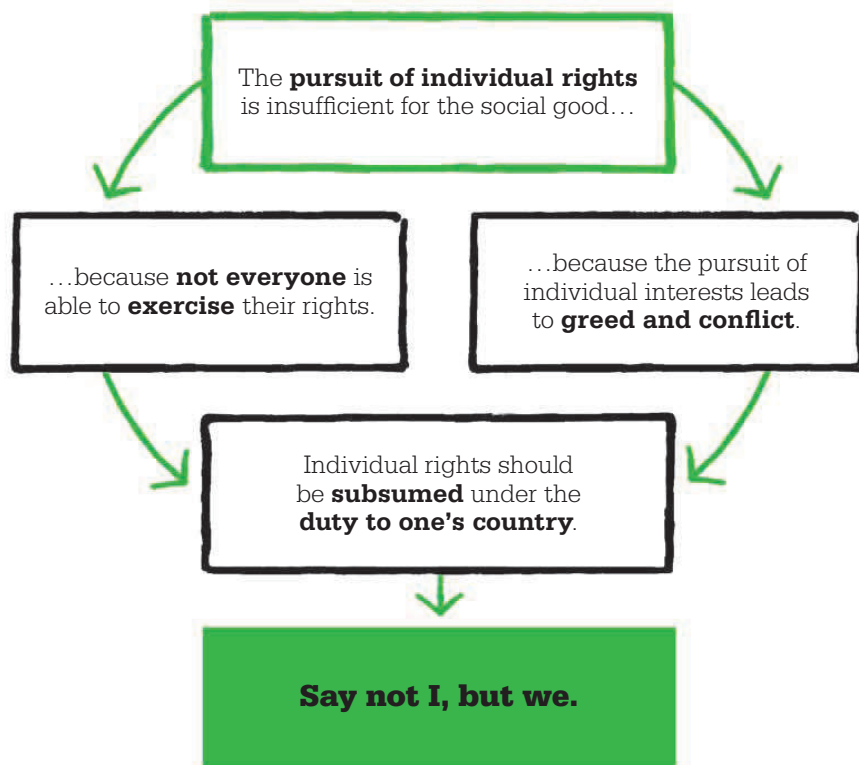 The pursuit of individual rights
is insufficient for the social good…
…because not everyone is
able to exercise their rights.
…because the pursuit of
individual interests leads
to greed and conflict.
Individual rights should
be subsumed under the
duty to one’s country.
Say not I, but we.